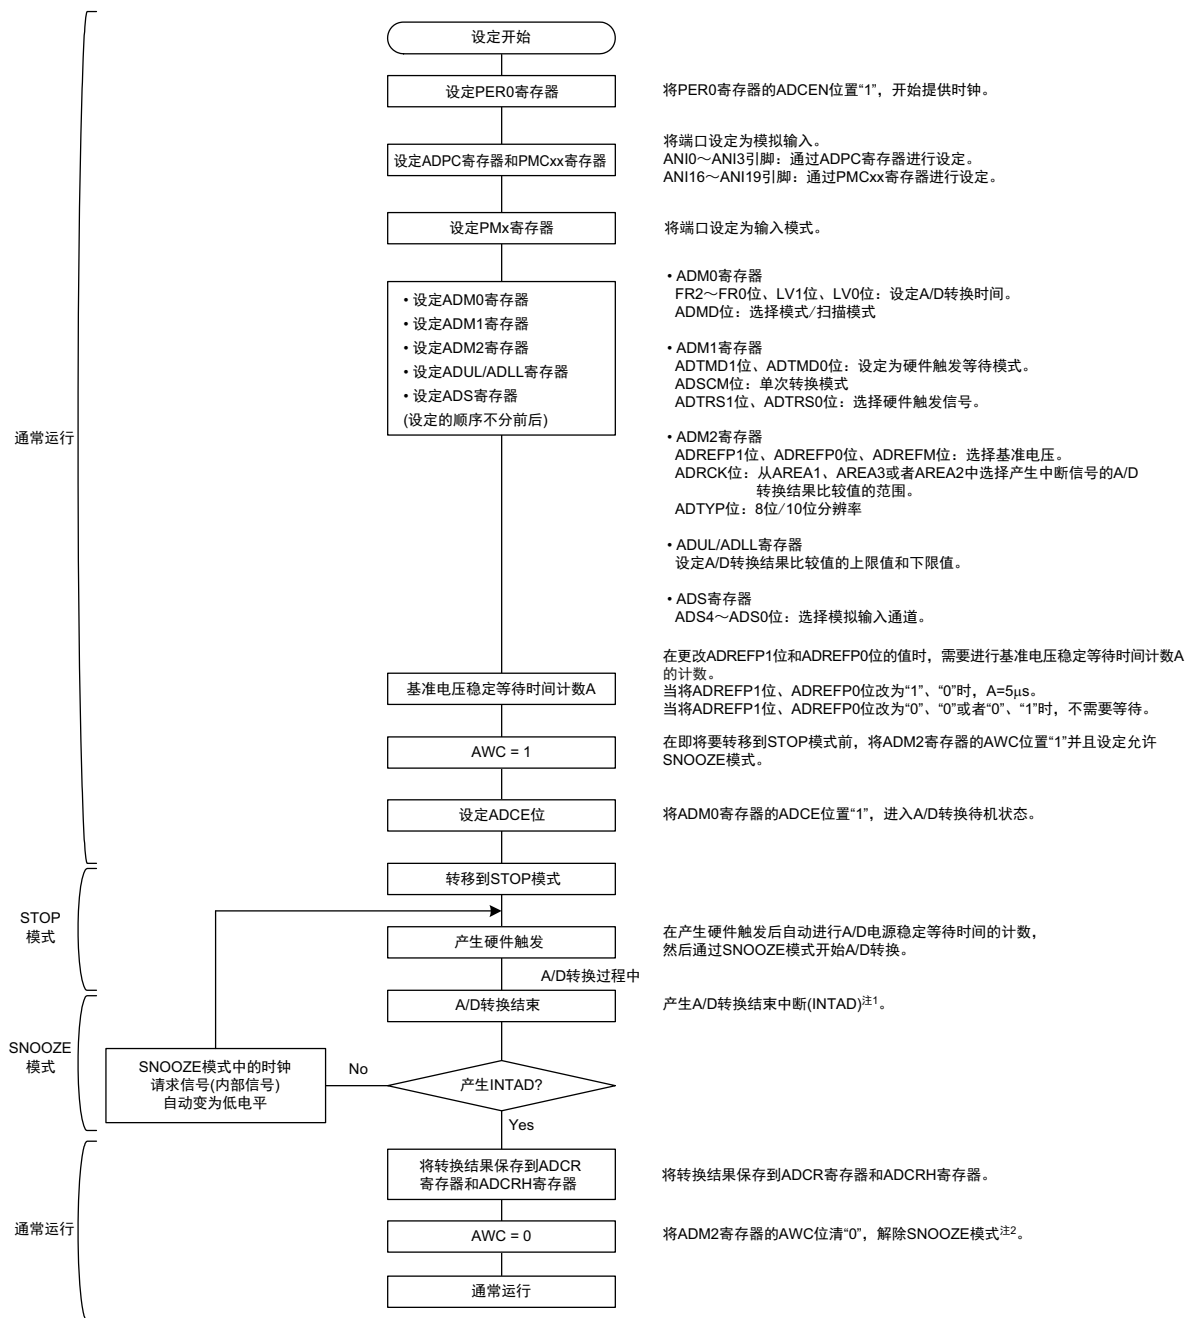 设定开始
设定PER0寄存器
将PER0寄存器的ADCEN位置“1”，开始提供时钟。
设定ADPC寄存器和PMCxx寄存器
将端口设定为模拟输入。
ANI0～ANI3引脚：通过ADPC寄存器进行设定。
ANI16～ANI19引脚：通过PMCxx寄存器进行设定。
设定PMx寄存器
将端口设定为输入模式。
• 设定ADM0寄存器
• 设定ADM1寄存器
• 设定ADM2寄存器
• 设定ADUL/ADLL寄存器
• 设定ADS寄存器
(设定的顺序不分前后)
• ADM0寄存器
FR2～FR0位、LV1位、LV0位：设定A/D转换时间。
ADMD位：选择模式/扫描模式
• ADM1寄存器
ADTMD1位、ADTMD0位：设定为硬件触发等待模式。
ADSCM位：单次转换模式
ADTRS1位、ADTRS0位：选择硬件触发信号。
• ADM2寄存器
ADREFP1位、ADREFP0位、ADREFM位：选择基准电压。
ADRCK位：从AREA1、AREA3或者AREA2中选择产生中断信号的A/D
转换结果比较值的范围。
ADTYP位：8位/10位分辨率
• ADUL/ADLL寄存器
设定A/D转换结果比较值的上限值和下限值。
• ADS寄存器
ADS4～ADS0位：选择模拟输入通道。
通常运行
基准电压稳定等待时间计数A
在更改ADREFP1位和ADREFP0位的值时，需要进行基准电压稳定等待时间计数A
的计数。
当将ADREFP1位、ADREFP0位改为“1”、“0”时，A=5μs。
当将ADREFP1位、ADREFP0位改为“0”、“0”或者“0”、“1”时，不需要等待。
AWC = 1
在即将要转移到STOP模式前，将ADM2寄存器的AWC位置“1”并且设定允许
SNOOZE模式。
设定ADCE位
将ADM0寄存器的ADCE位置“1”，进入A/D转换待机状态。
转移到STOP模式
STOP
模式
产生硬件触发
在产生硬件触发后自动进行A/D电源稳定等待时间的计数，
然后通过SNOOZE模式开始A/D转换。
A/D转换过程中
A/D转换结束
产生A/D转换结束中断(INTAD)注1。
SNOOZE
模式
SNOOZE模式中的时钟
请求信号(内部信号)
自动变为低电平
No
产生INTAD?
Yes
将转换结果保存到ADCR
寄存器和ADCRH寄存器
将转换结果保存到ADCR寄存器和ADCRH寄存器。
通常运行
AWC = 0
将ADM2寄存器的AWC位清“0”，解除SNOOZE模式注2。
通常运行